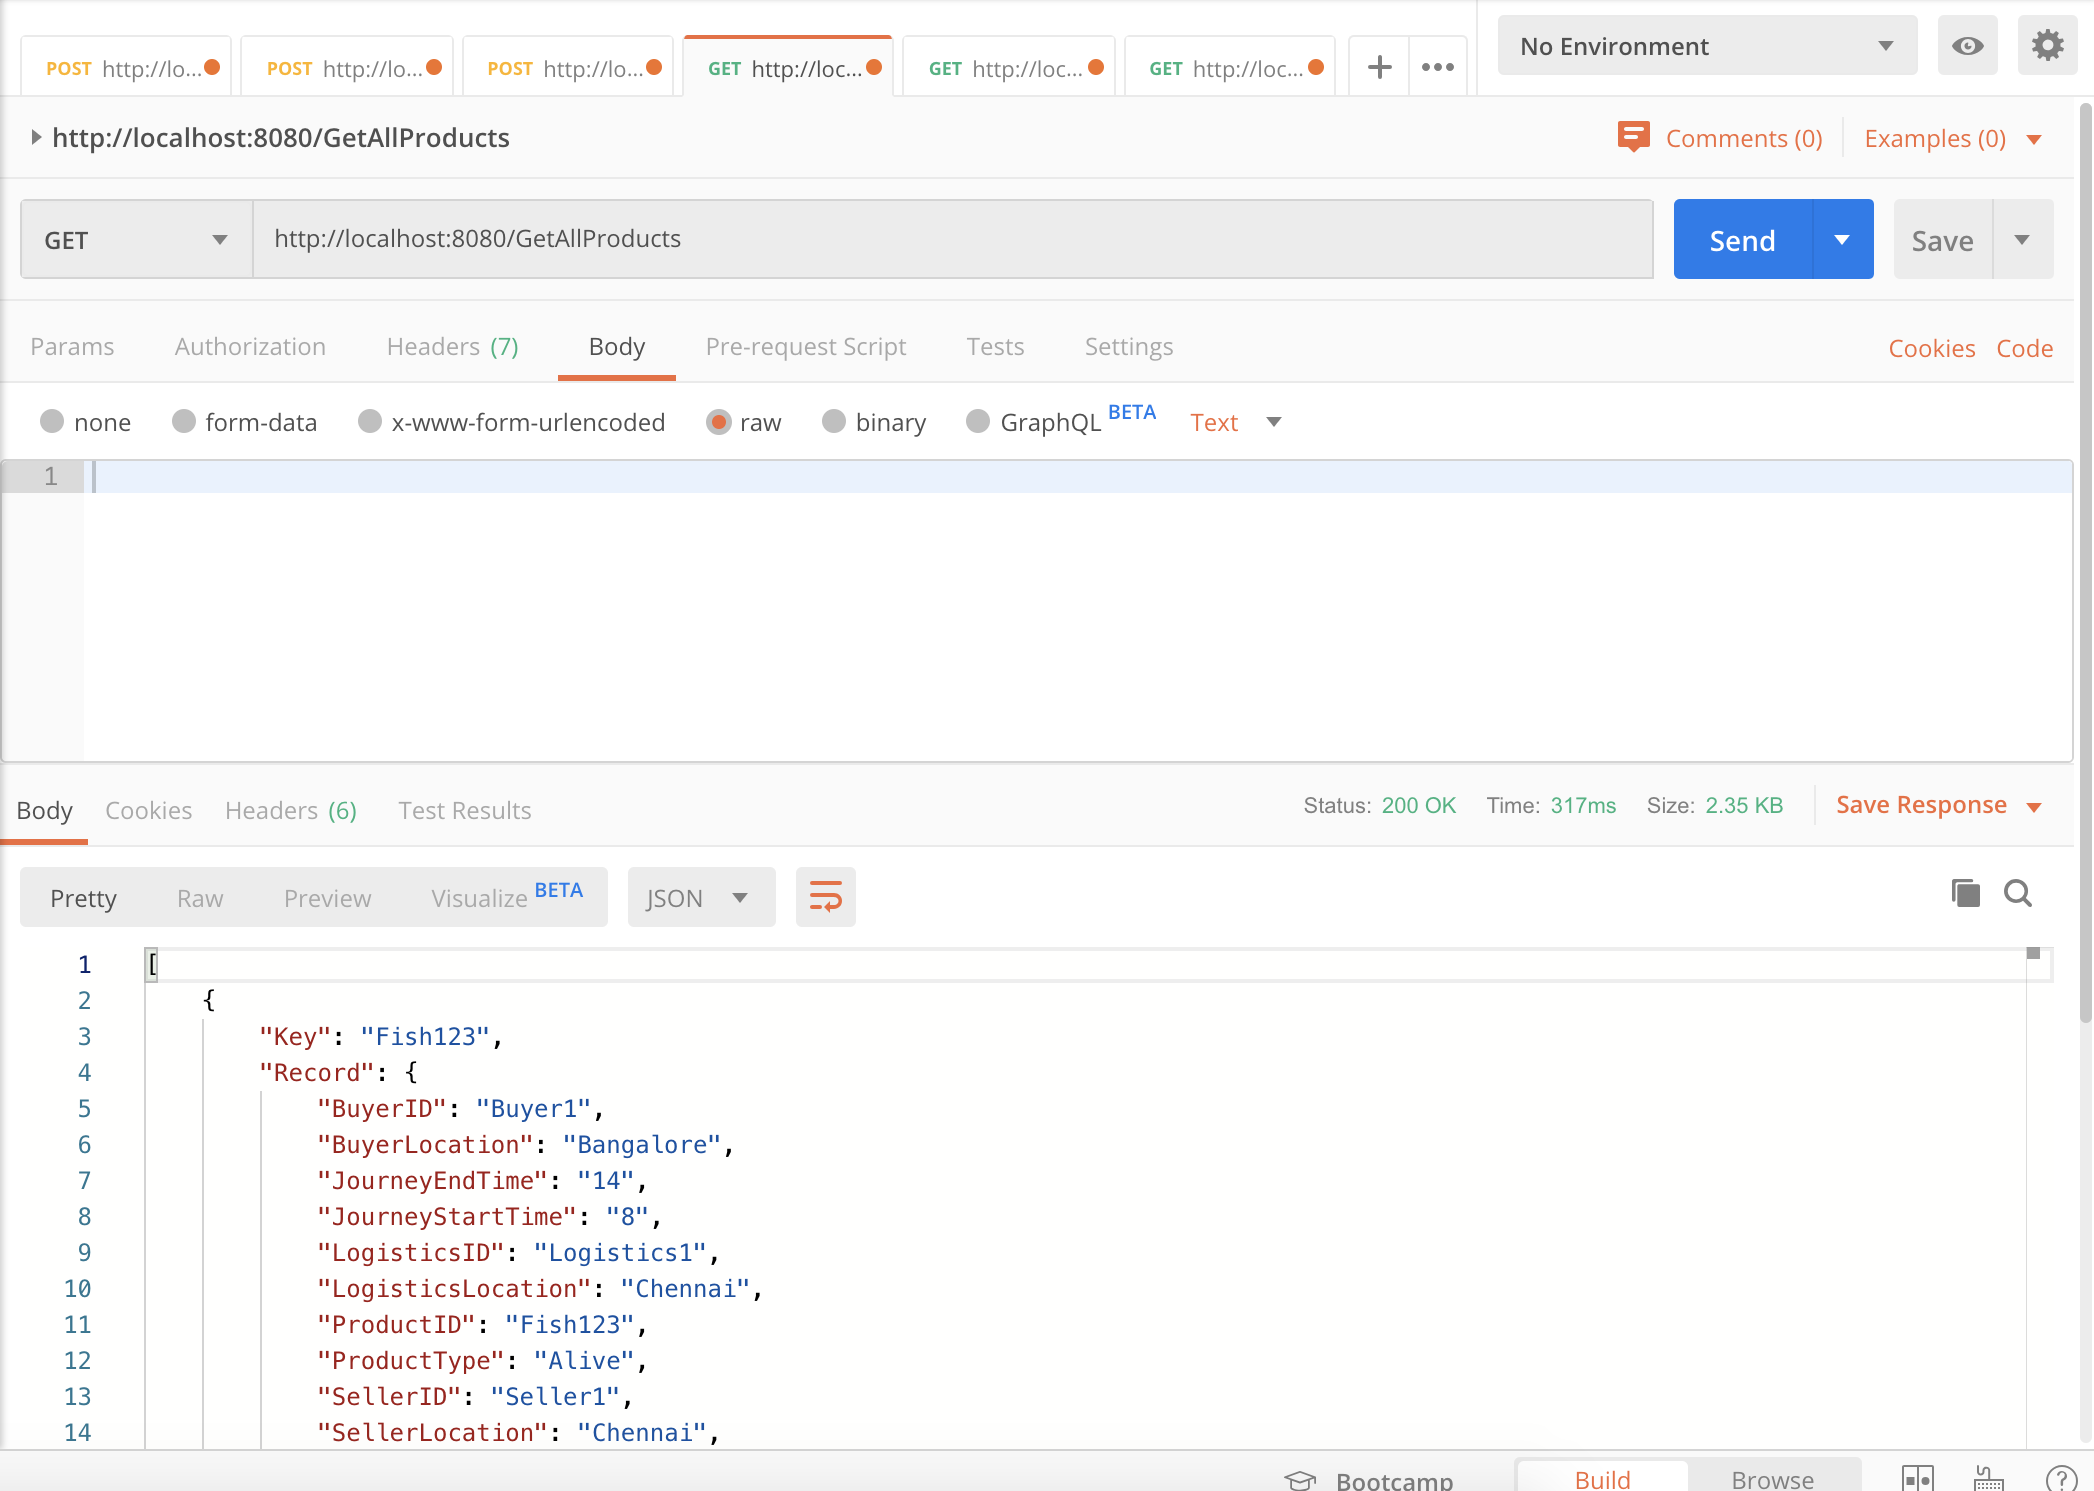 POST http://lo... POST http://lo... POST http://lo... GET http://loc... GET http://loc... GET http://loc... + ••• No Environment
http://localhost:8080/GetAllProducts Comments (0) Examples (0)
GET http://localhost:8080/GetAllProducts Send Save
Params Authorization Headers (7) Body Pre-request Script Tests Settings Cookies Code
none form-data x-www-form-urlencoded raw binary GraphQL BETA Text
1
Body Cookies Headers (6) Test Results Status: 200 OK Time: 317ms Size: 2.35 KB Save Response
Pretty Raw Preview Visualize BETA JSON
1 [
2 {
3 "Key": "Fish123",
4 "Record": {
5 "BuyerID": "Buyer1",
6 "BuyerLocation": "Bangalore",
7 "JourneyEndTime": "14",
8 "JourneyStartTime": "8",
9 "LogisticsID": "Logistics1",
10 "LogisticsLocation": "Chennai",
11 "ProductID": "Fish123",
12 "ProductType": "Alive",
13 "SellerID": "Seller1",
14 "SellerLocation": "Chennai",
Bootcamp Build Browse ?